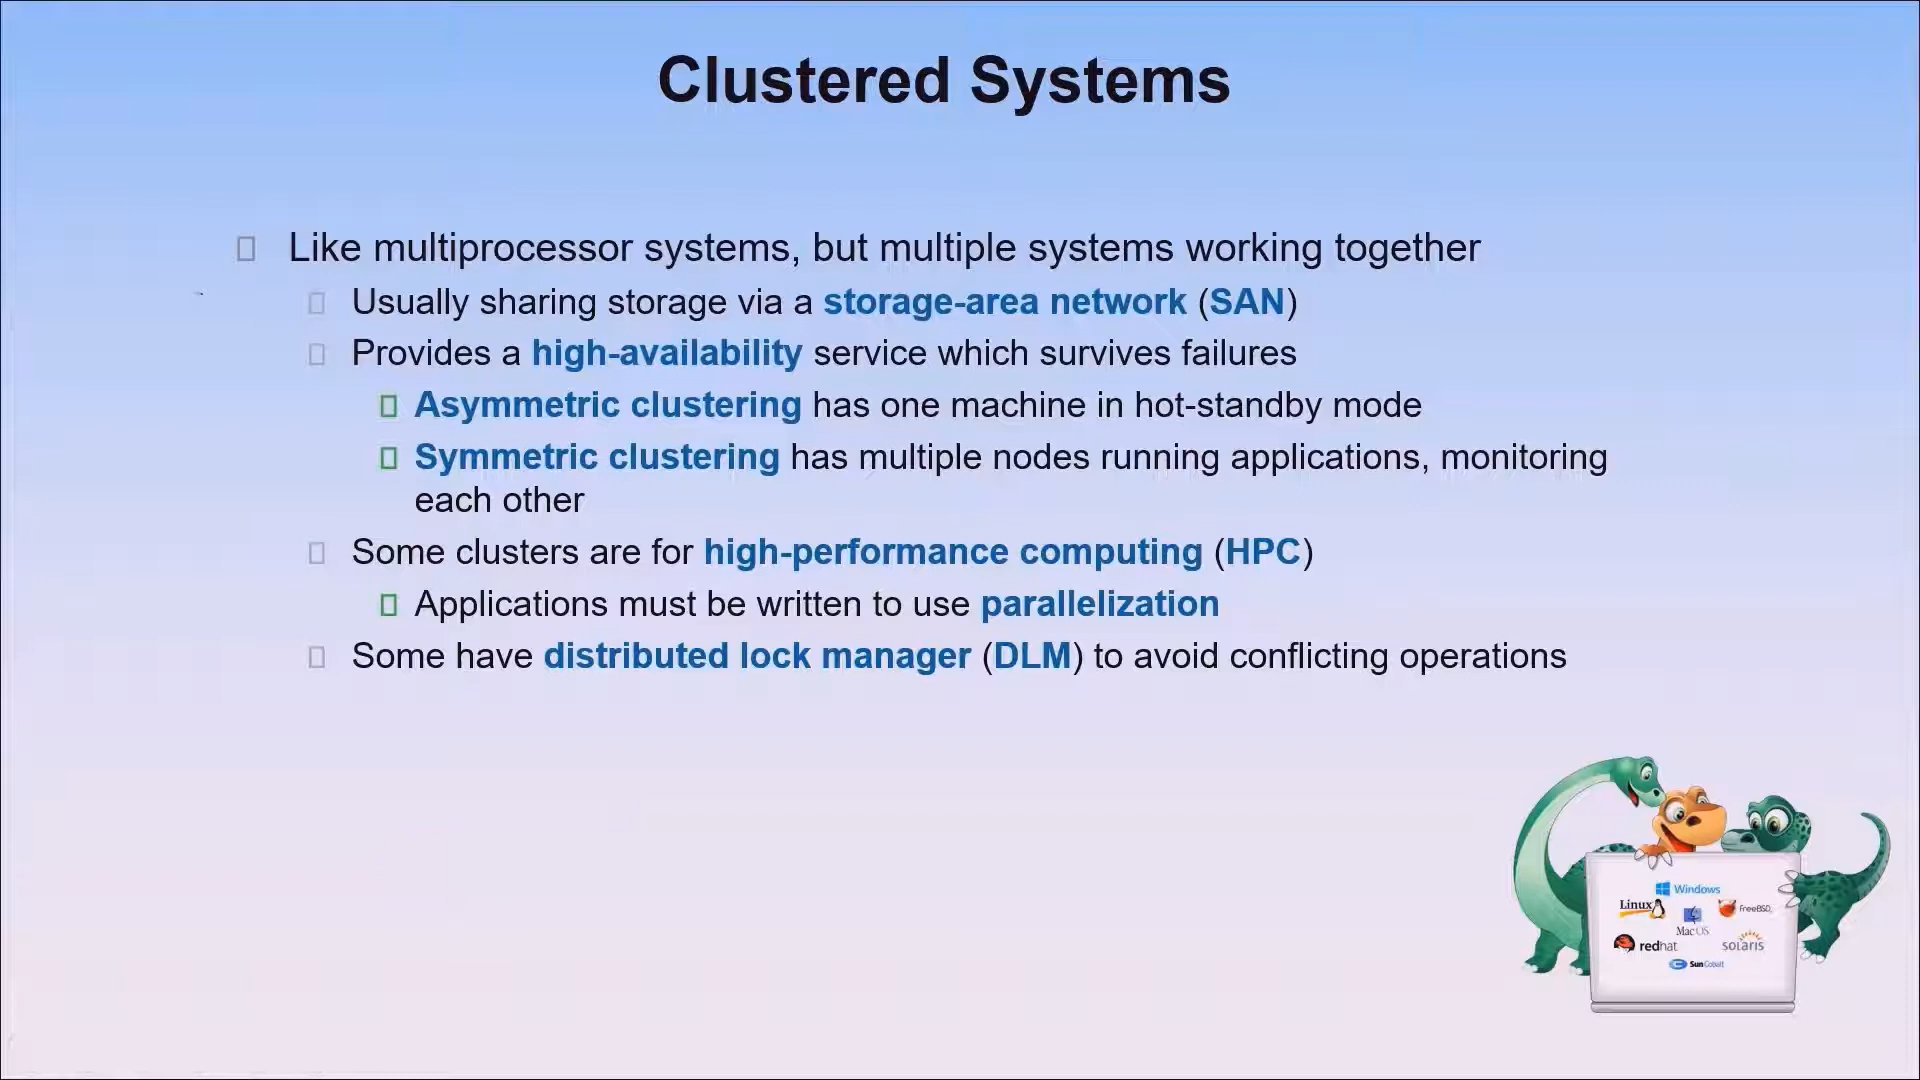 Clustered Systems
Like multiprocessor systems, but multiple systems working together
Usually sharing storage via a storage-area network (SAN)
Provides a high-availability service which survives failures
Asymmetric clustering has one machine in hot-standby mode
Symmetric clustering has multiple nodes running applications, monitoring
each other
Some clusters are for high-performance computing (HPC)
Applications must be written to use parallelization
Some have distributed lock manager (DLM) to avoid conflicting operations
Windows
Linux
FreeBSD
Mac OS
redhat
solaris
Sun Cobalt